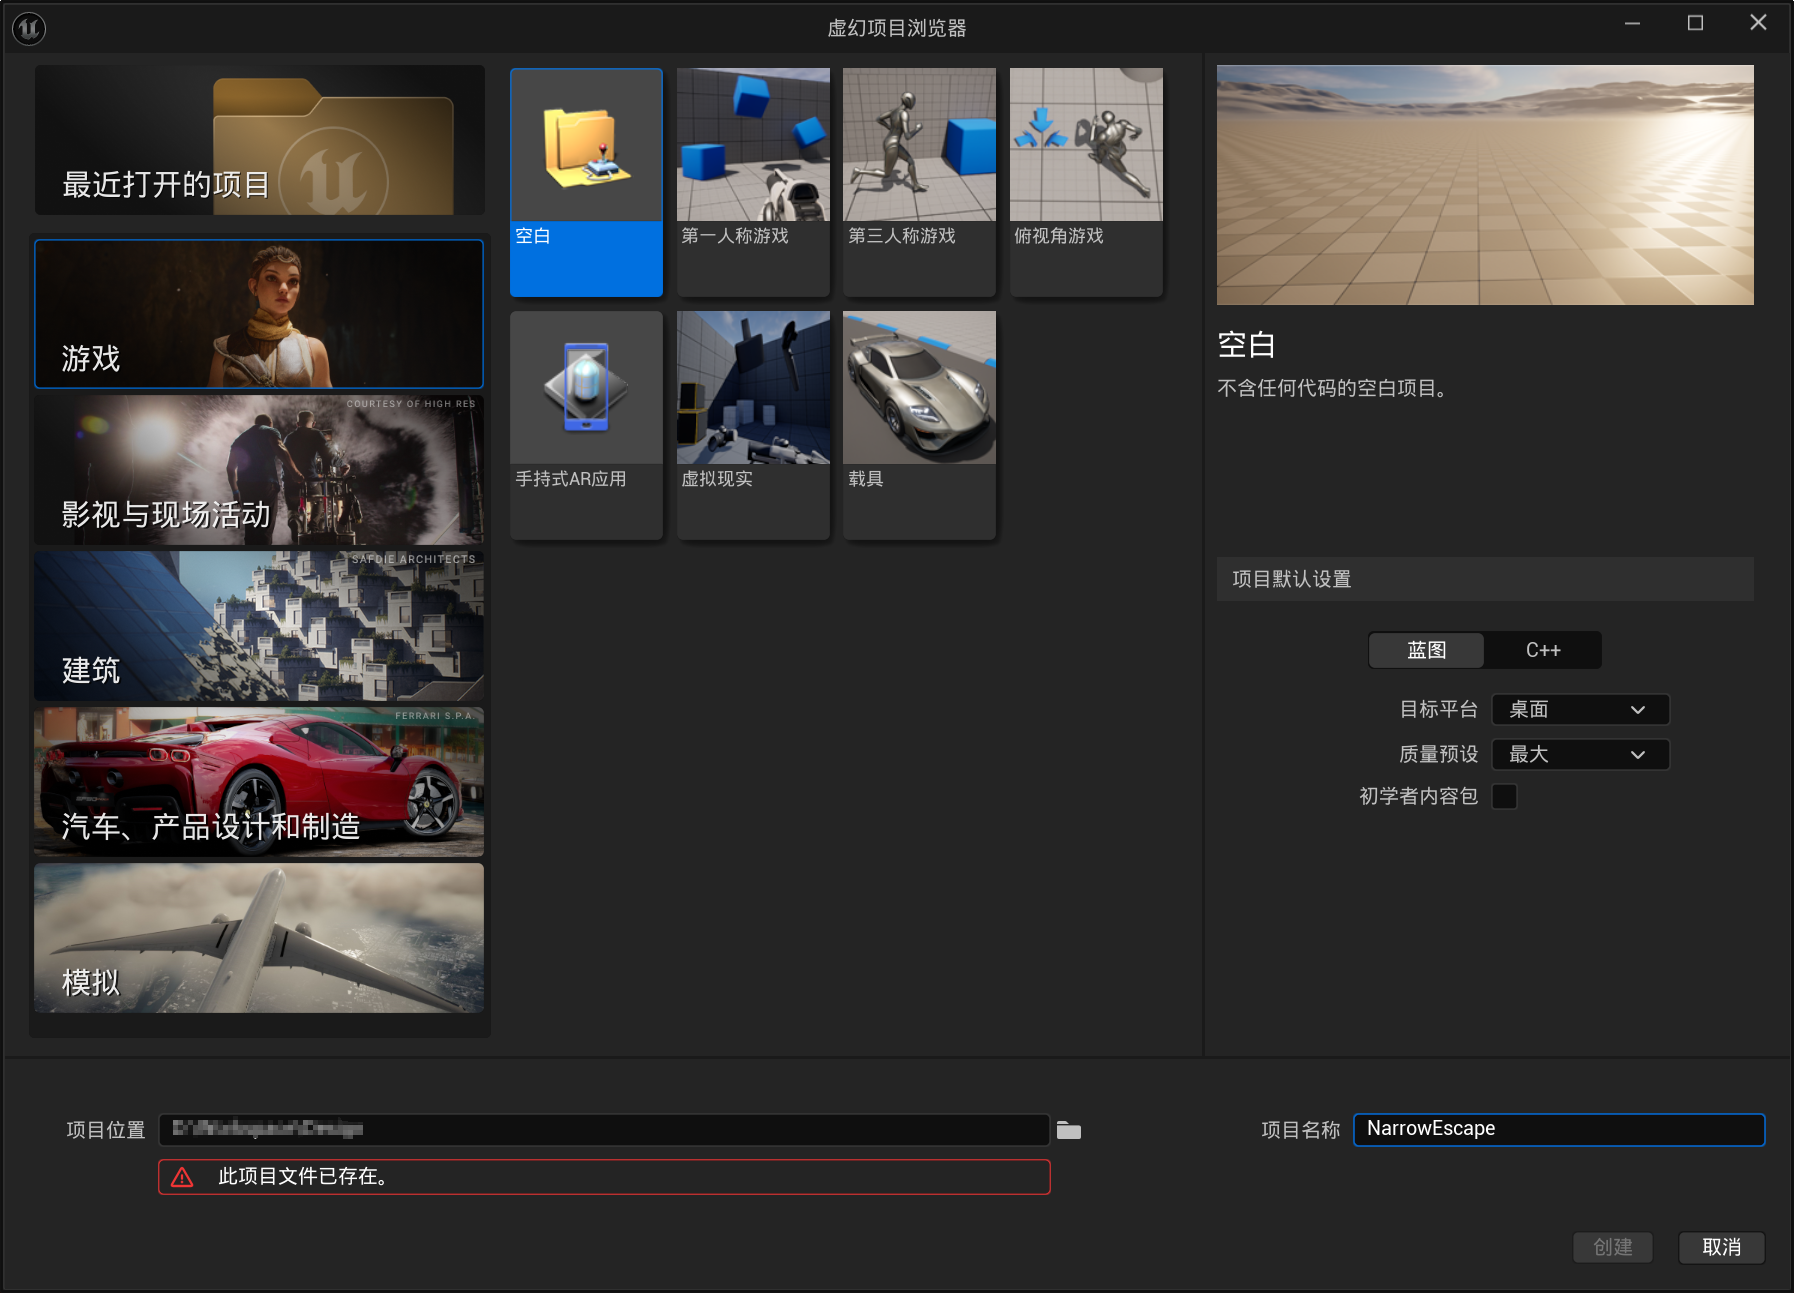 虚幻项目浏览器
最近打开的项目
游戏
COURTESY OF HIGH RES
影视与现场活动
SAFDIE ARCHITECTS
建筑
FERRARI S.P.A.
汽车、产品设计和制造
模拟
空白
第一人称游戏
第三人称游戏
俯视角游戏
手持式AR应用
虚拟现实
载具
空白
不含任何代码的空白项目。
项目默认设置
蓝图
C++
目标平台
桌面
质量预设
最大
初学者内容包
项目位置
项目名称
NarrowEscape
此项目文件已存在。
创建
取消